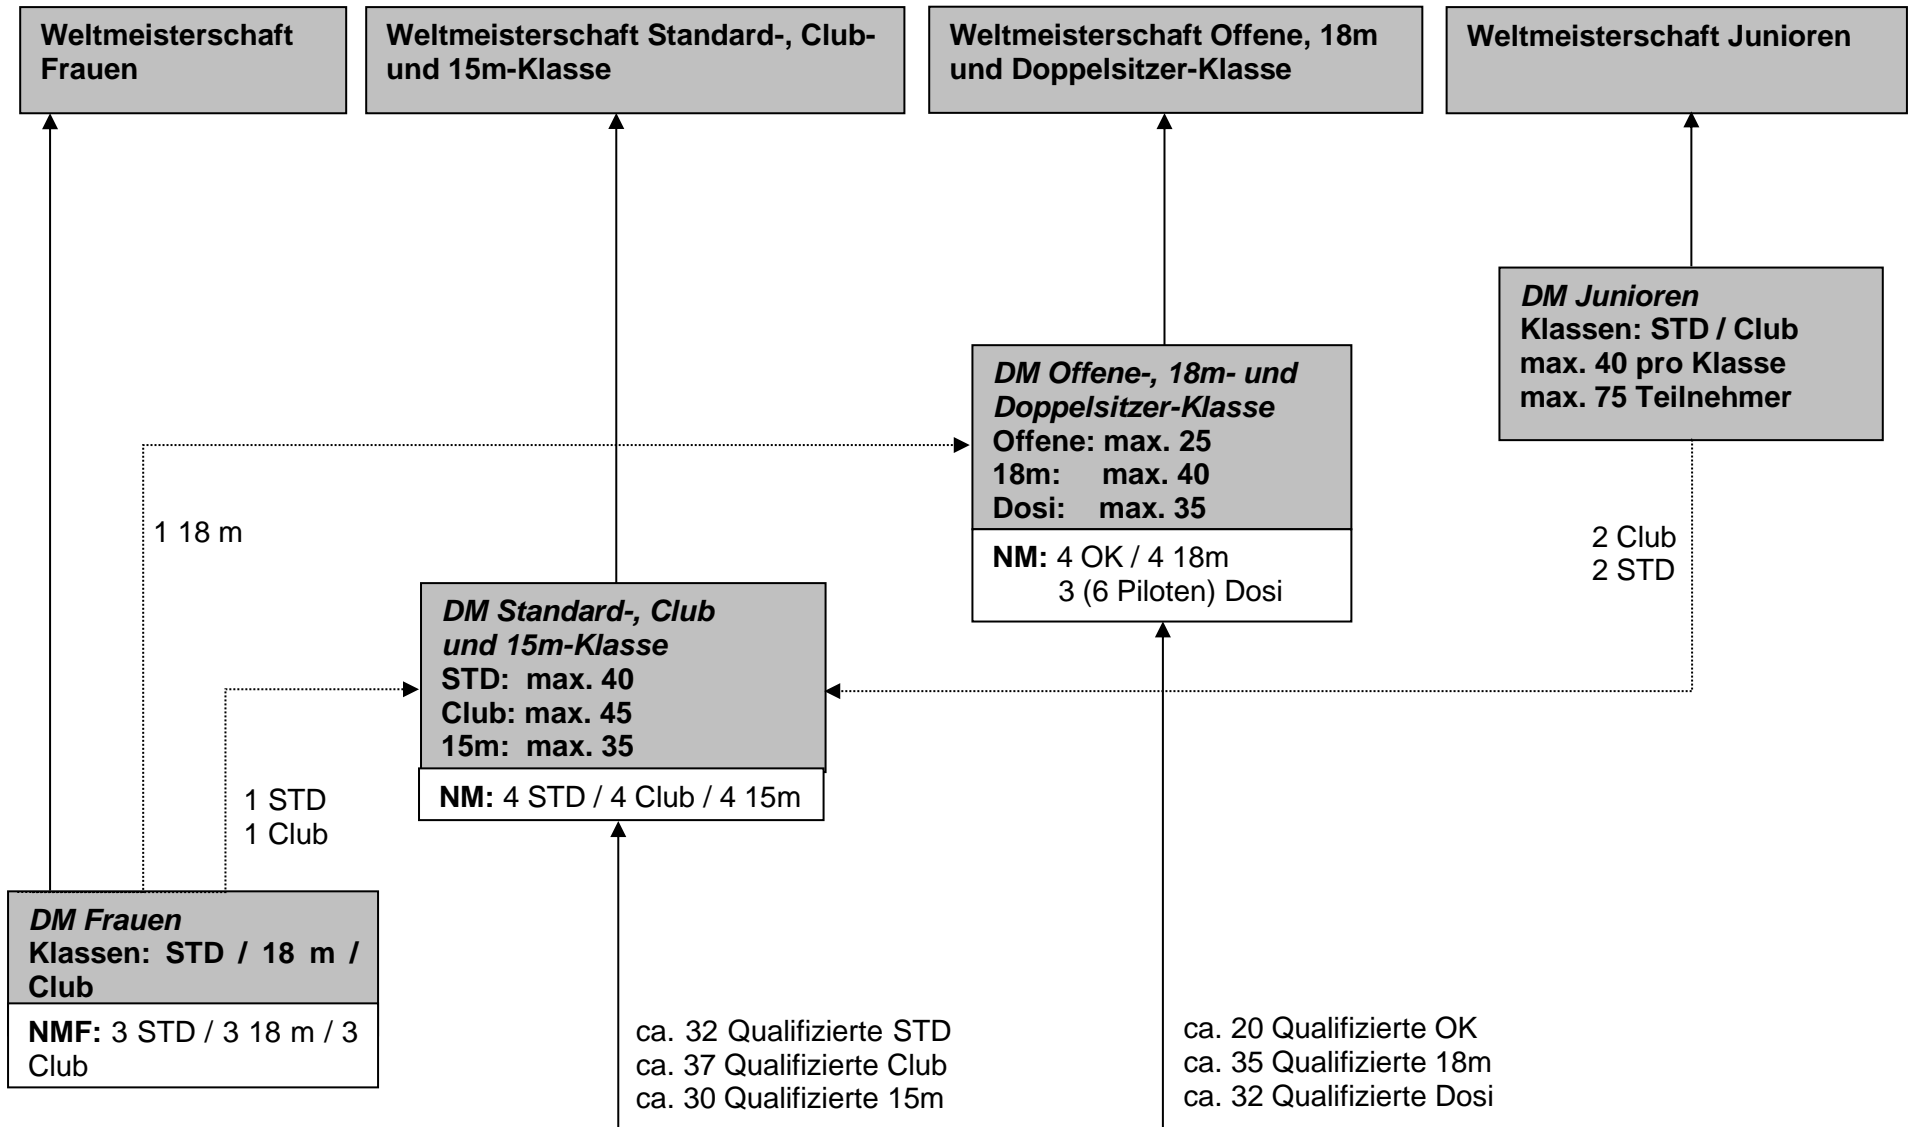 Weltmeisterschaft
Frauen
Weltmeisterschaft Standard-, Club-
und 15m-Klasse
Weltmeisterschaft Offene, 18m
und Doppelsitzer-Klasse
Weltmeisterschaft Junioren
DM Junioren
Klassen: STD / Club
max. 40 pro Klasse
max. 75 Teilnehmer
DM Offene-, 18m- und
Doppelsitzer-Klasse
Offene: max. 25
18m: max. 40
Dosi: max. 35
NM: 4 OK / 4 18m
3 (6 Piloten) Dosi
1 18 m
2 Club
2 STD
DM Standard-, Club
und 15m-Klasse
STD: max. 40
Club: max. 45
15m: max. 35
NM: 4 STD / 4 Club / 4 15m
1 STD
1 Club
DM Frauen
Klassen: STD / 18 m /
Club
NMF: 3 STD / 3 18 m / 3
Club
ca. 32 Qualifizierte STD
ca. 37 Qualifizierte Club
ca. 30 Qualifizierte 15m
ca. 20 Qualifizierte OK
ca. 35 Qualifizierte 18m
ca. 32 Qualifizierte Dosi